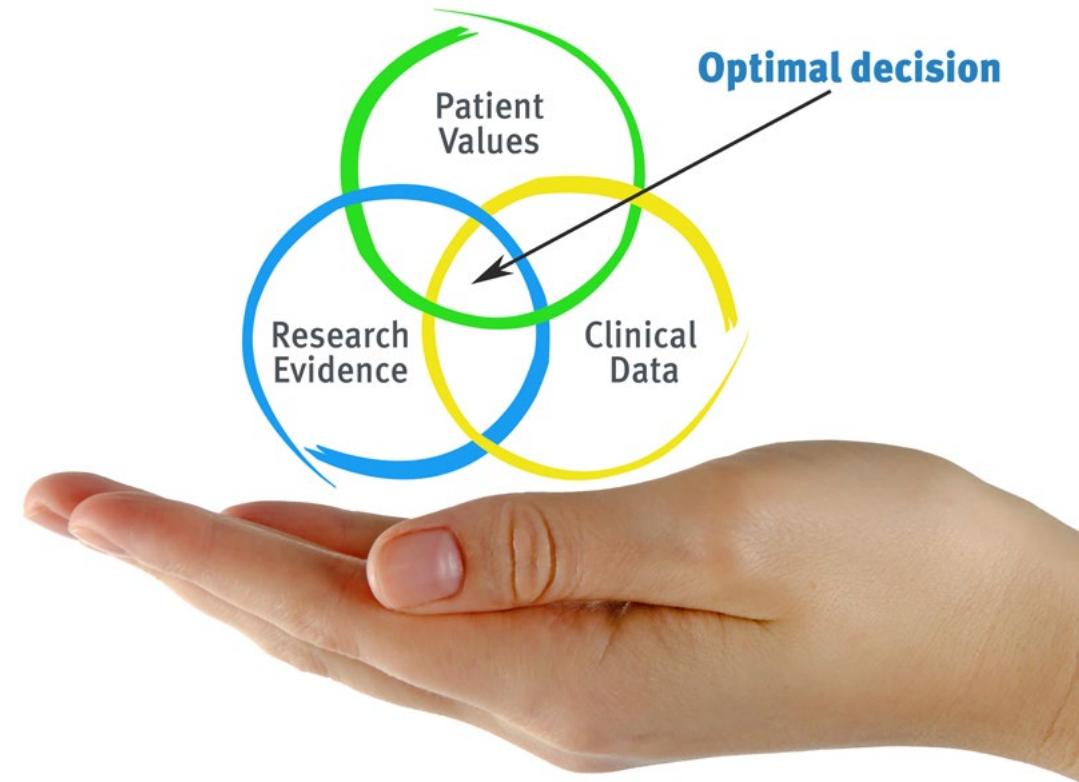 Optimal decision
Patient
Values
Research
Evidence
Clinical
Data